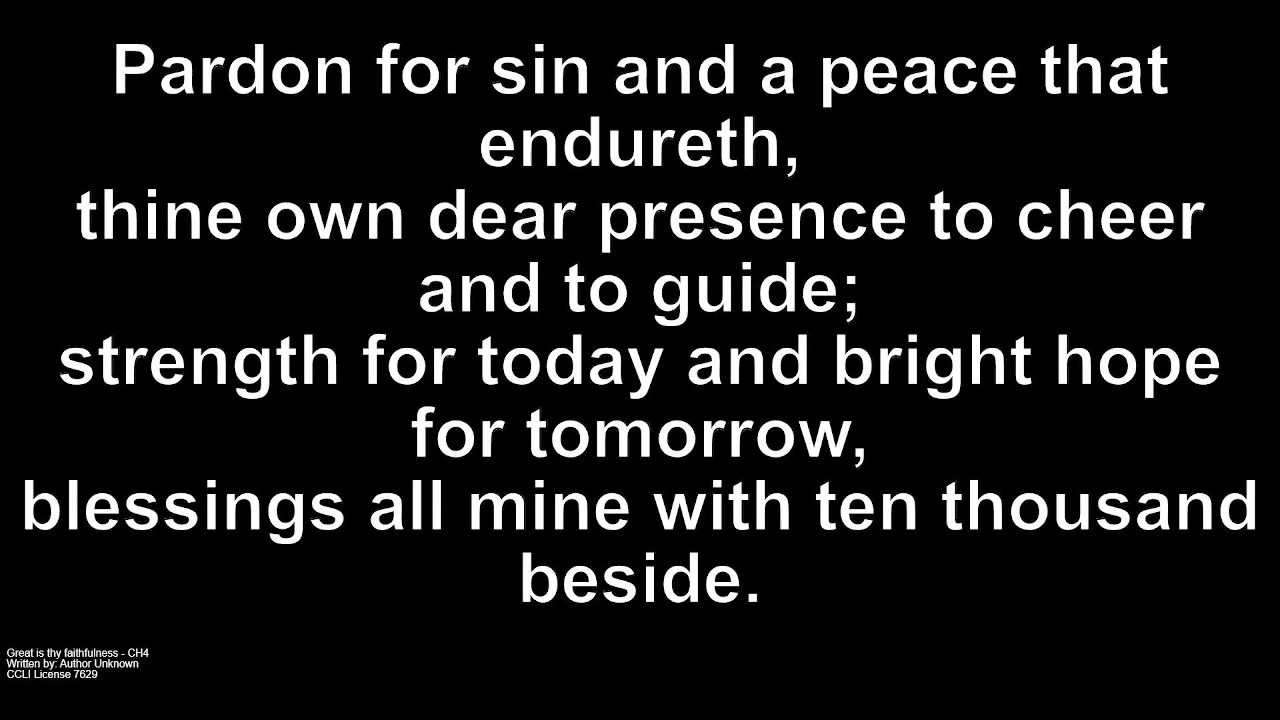 Pardon for sin and a peace that
endureth,
thine own dear presence to cheer
and to guide;
strength for today and bright hope
for tomorrow,
blessings all mine with ten thousand
beside.
Great is thy faithfulness - CH4
Written by: Author Unknown
CCLI License 7629